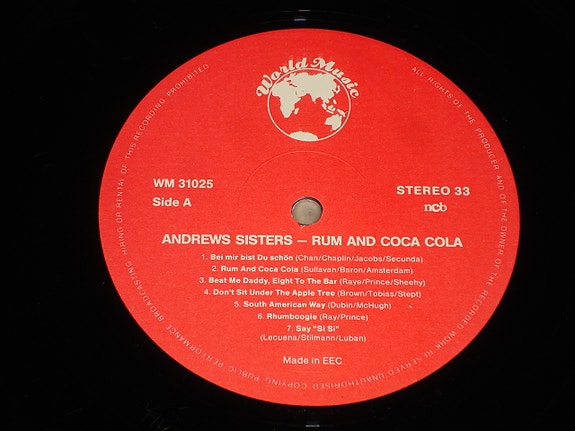 World Music
WM 31025
Side A
STEREO 33
ncb
ANDREWS SISTERS – RUM AND COCA COLA
1. Bei mir bist Du schön (Chan/Chaplin/Jacobs/Secunda)
2. Rum And Coca Cola (Sullavan/Baron/Amsterdam)
3. Beat Me Daddy, Eight To The Bar (Raye/Prince/Sheehy)
4. Don't Sit Under The Apple Tree (Brown/Tobias/Stept)
5. South American Way (Dubin/McHugh)
6. Rhumboogie (Ray/Prince)
7. Say "Si Si"
(Lecuena/Stilmann/Luban)
Made in EEC
ALL RIGHTS OF THE PRODUCER AND OF THE OWNER OF THE RECORDED WORK RESERVED UNAUTHORISED COPYING PUBLIC PERFORMANCE BROADCASTING HIRING OR RENTAL OF THIS RECORDING PROHIBITED